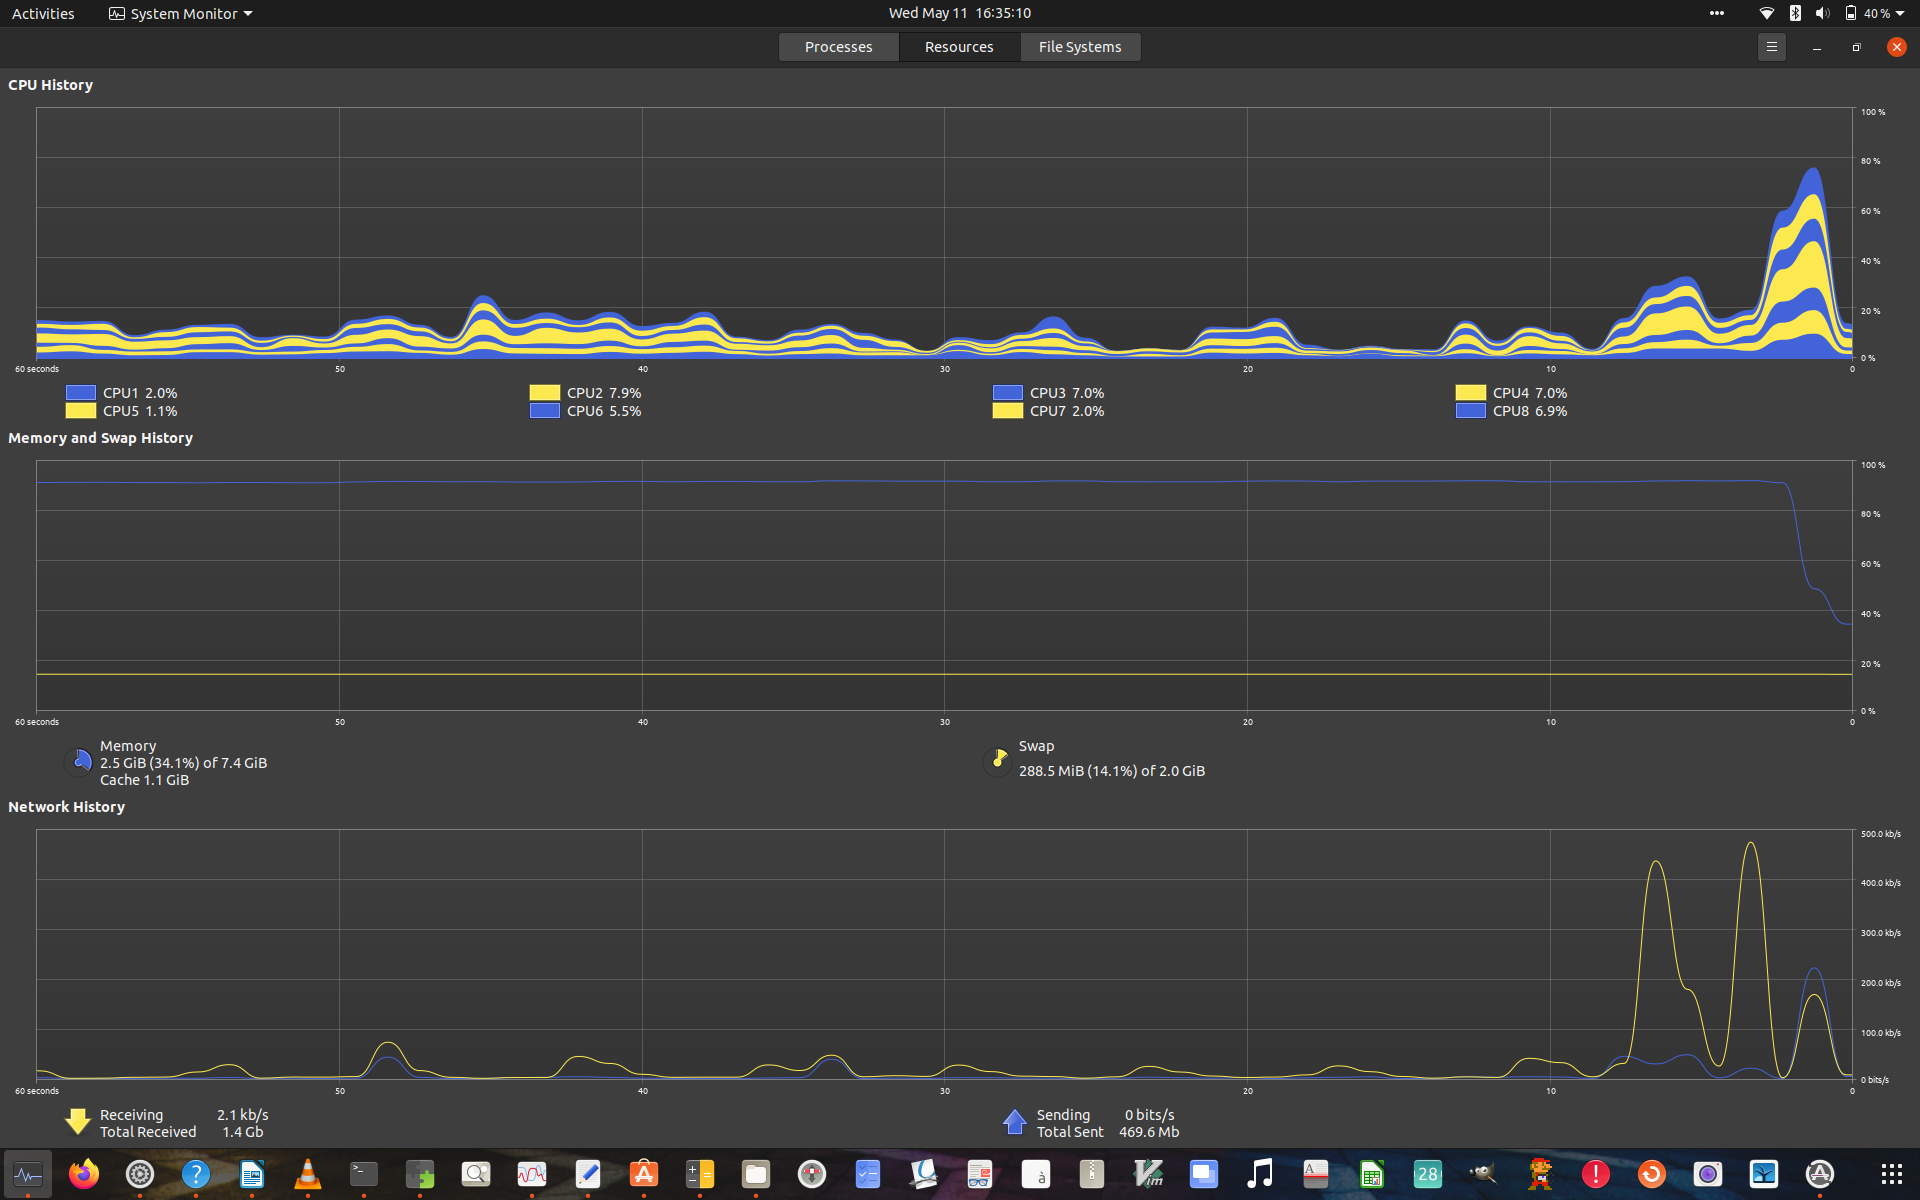 Activities System Monitor Wed May 11 16:35:10 40 %
Processes Resources File Systems
CPU History
100 %
80 %
60 %
40 %
20 %
0 %
60 seconds 50 40 30 20 10 0
CPU1 2.0% CPU2 7.9% CPU3 7.0% CPU4 7.0%
CPU5 1.1% CPU6 5.5% CPU7 2.0% CPU8 6.9%
Memory and Swap History
100 %
80 %
60 %
40 %
20 %
0 %
60 seconds 50 40 30 20 10 0
Memory Swap
2.5 GiB (34.1%) of 7.4 GiB 288.5 MiB (14.1%) of 2.0 GiB
Cache 1.1 GiB
Network History
500.0 kb/s
400.0 kb/s
300.0 kb/s
200.0 kb/s
100.0 kb/s
0 bits/s
60 seconds 50 40 30 20 10 0
Receiving 2.1 kb/s Sending 0 bits/s
Total Received 1.4 Gb Total Sent 469.6 Mb
? >_ A à Vim A 28 !